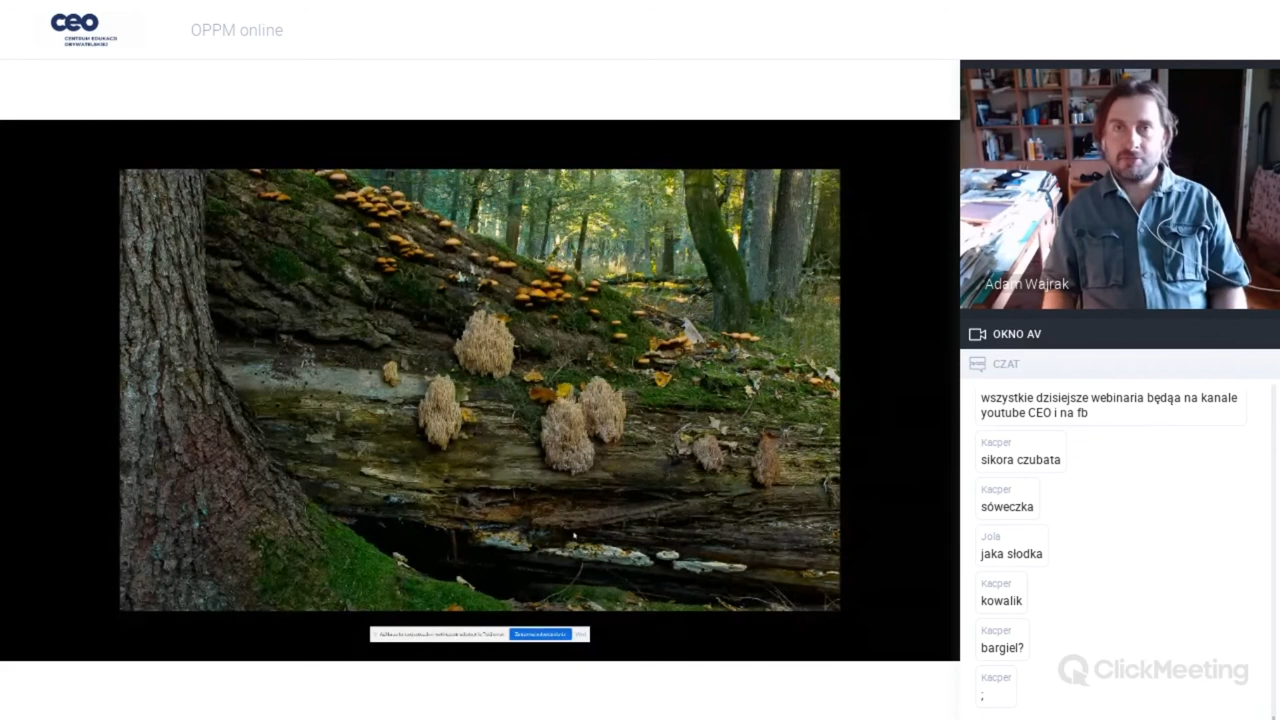 ceo
CENTRUM EDUKACJI
OBYWATELSKIEJ
OPPM online
Adam Wajrak
OKNO AV
CZAT
wszystkie dzisiejsze webinaria będąa na kanale
youtube CEO i na fb
Kacper
sikora czubata
Kacper
sóweczka
Jola
jaka słodka
Kacper
kowalik
Kacper
bargiel?
Kacper
;
ClickMeeting